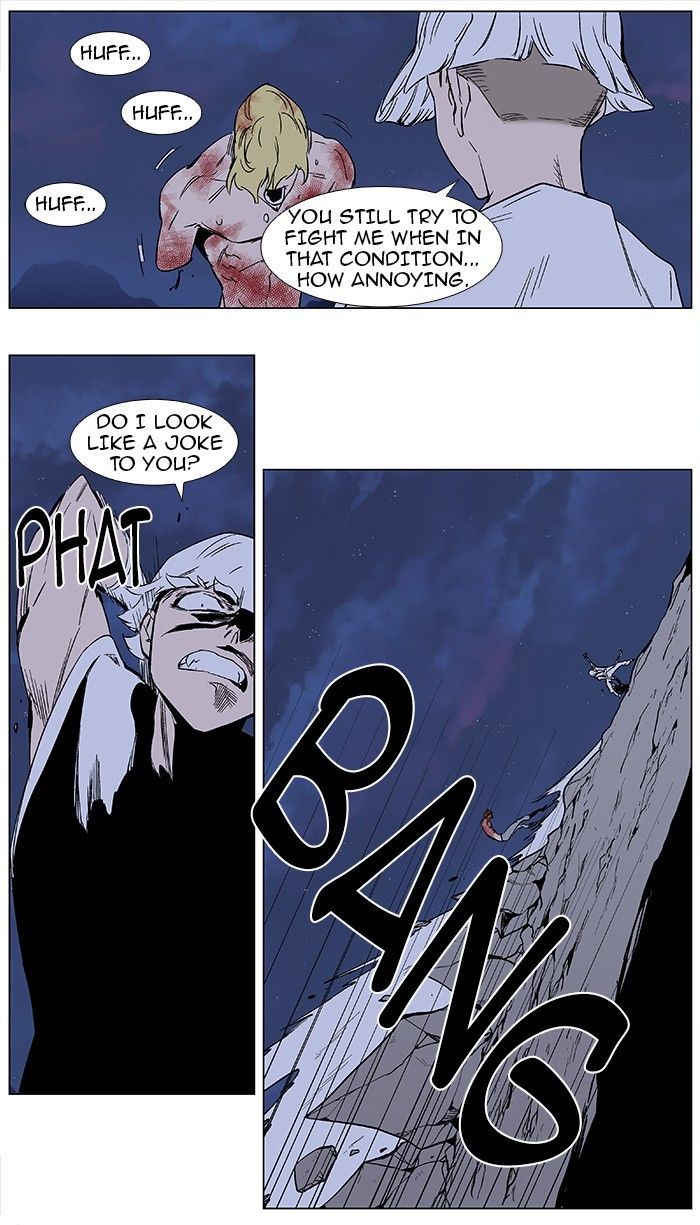 HUFF...
HUFF...
HUFF...
YOU STILL TRY TO
FIGHT ME WHEN IN
THAT CONDITION...
HOW ANNOYING.
DO I LOOK
LIKE A JOKE
TO YOU?
PHAT
BANG